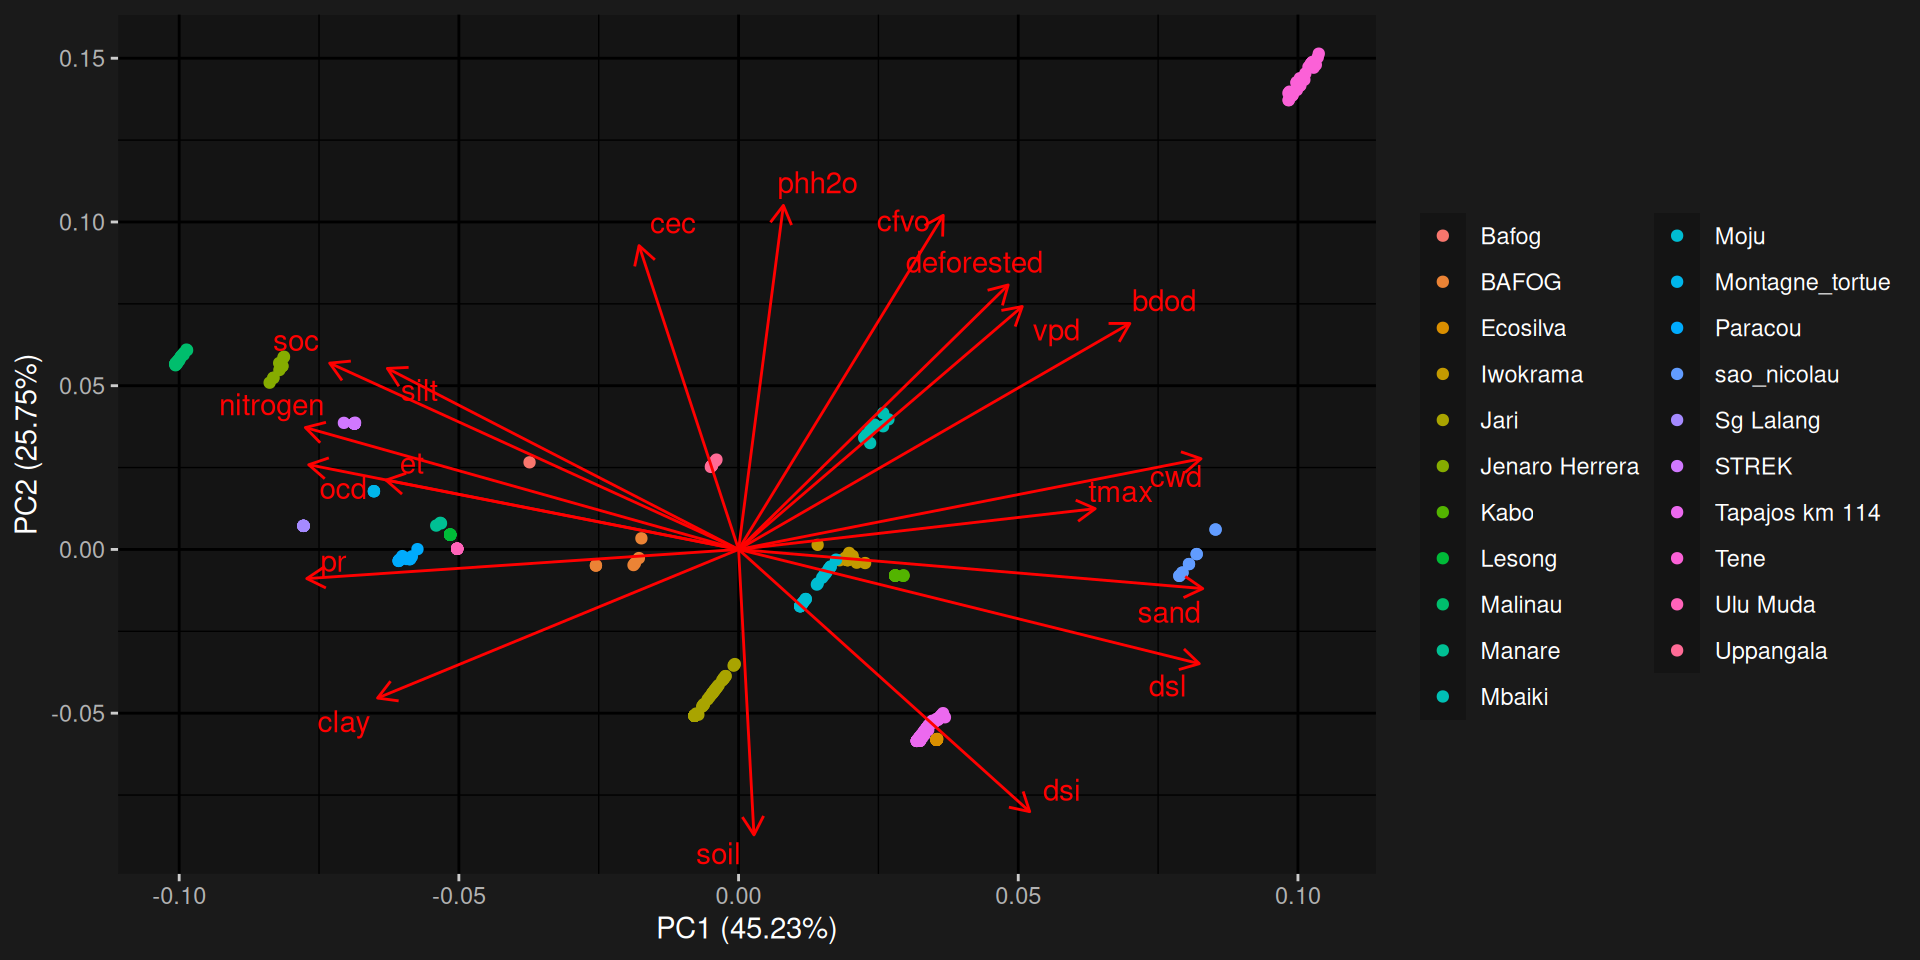 0.15
0.10
0.05
0.00
-0.05
PC2 (25.75%)
phh2o
cec
cfvo
deforested
bdod
vpd
soc
silt
nitrogen
et
ocd
cwd
tmax
pr
sand
dsl
clay
dsi
soil
-0.10
-0.05
0.00
0.05
0.10
PC1 (45.23%)
Bafog
BAFOG
Ecosilva
Iwokrama
Jari
Jenaro Herrera
Kabo
Lesong
Malinau
Manare
Mbaiki
Moju
Montagne_tortue
Paracou
sao_nicolau
Sg Lalang
STREK
Tapajos km 114
Tene
Ulu Muda
Uppangala